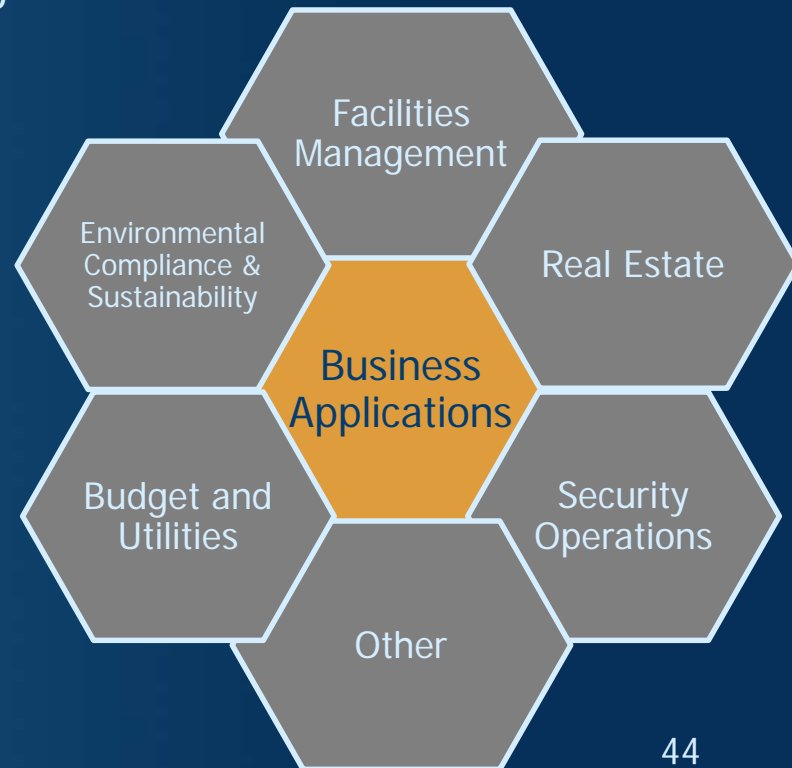 Facilities
Management
Environmental
Compliance &
Sustainability
Real Estate
Business
Applications
Budget and
Utilities
Security
Operations
Other
44